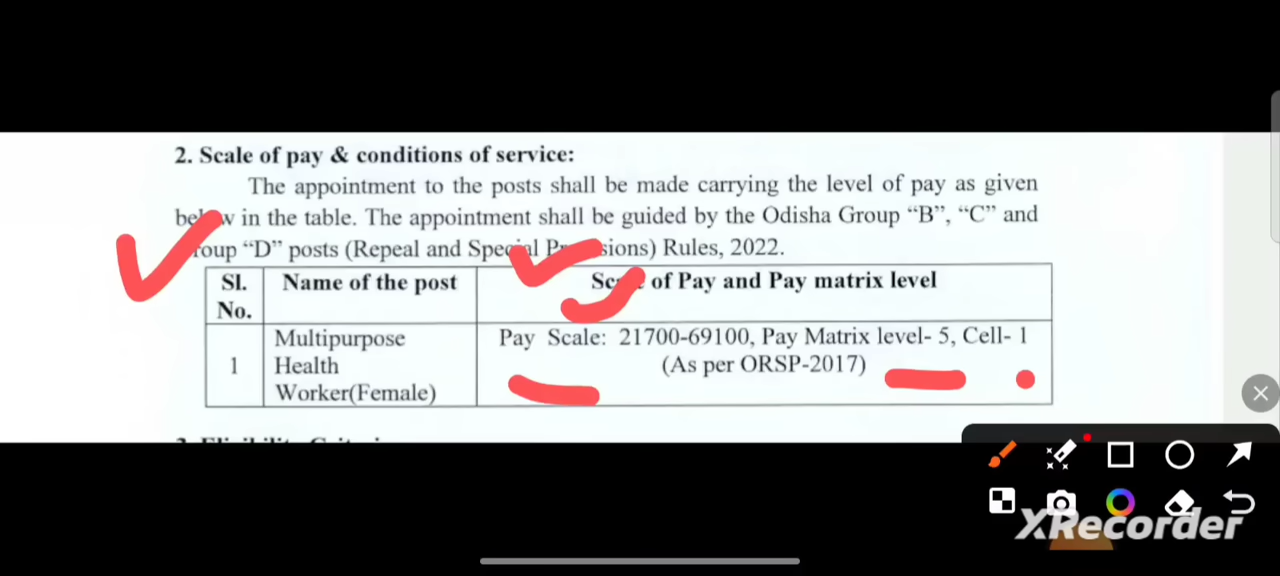 2. Scale of pay & conditions of service:
The appointment to the posts shall be made carrying the level of pay as given
in the table. The appointment shall be guided by the Odisha Group “B”, “C” and
“D” posts (Repeal and Special Rules, 2022.
Sl. No.
Name of the post
of Pay and Pay matrix level
1
Multipurpose
Health
Worker(Female)
Pay Scale: 21700-69100, Pay Matrix level- 5, Cell- 1
(As per ORSP-2017)
XRecorder